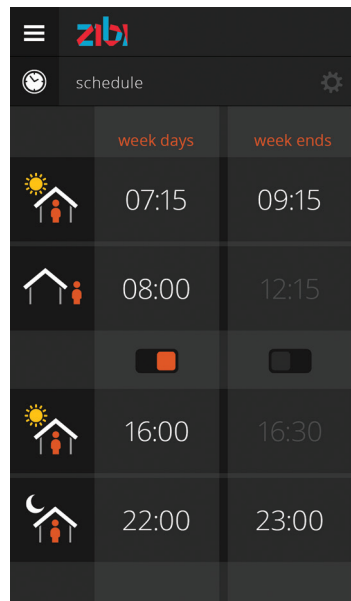 zibi
schedule
week days week ends
07:15 09:15
08:00 12:15
16:00 16:30
22:00 23:00